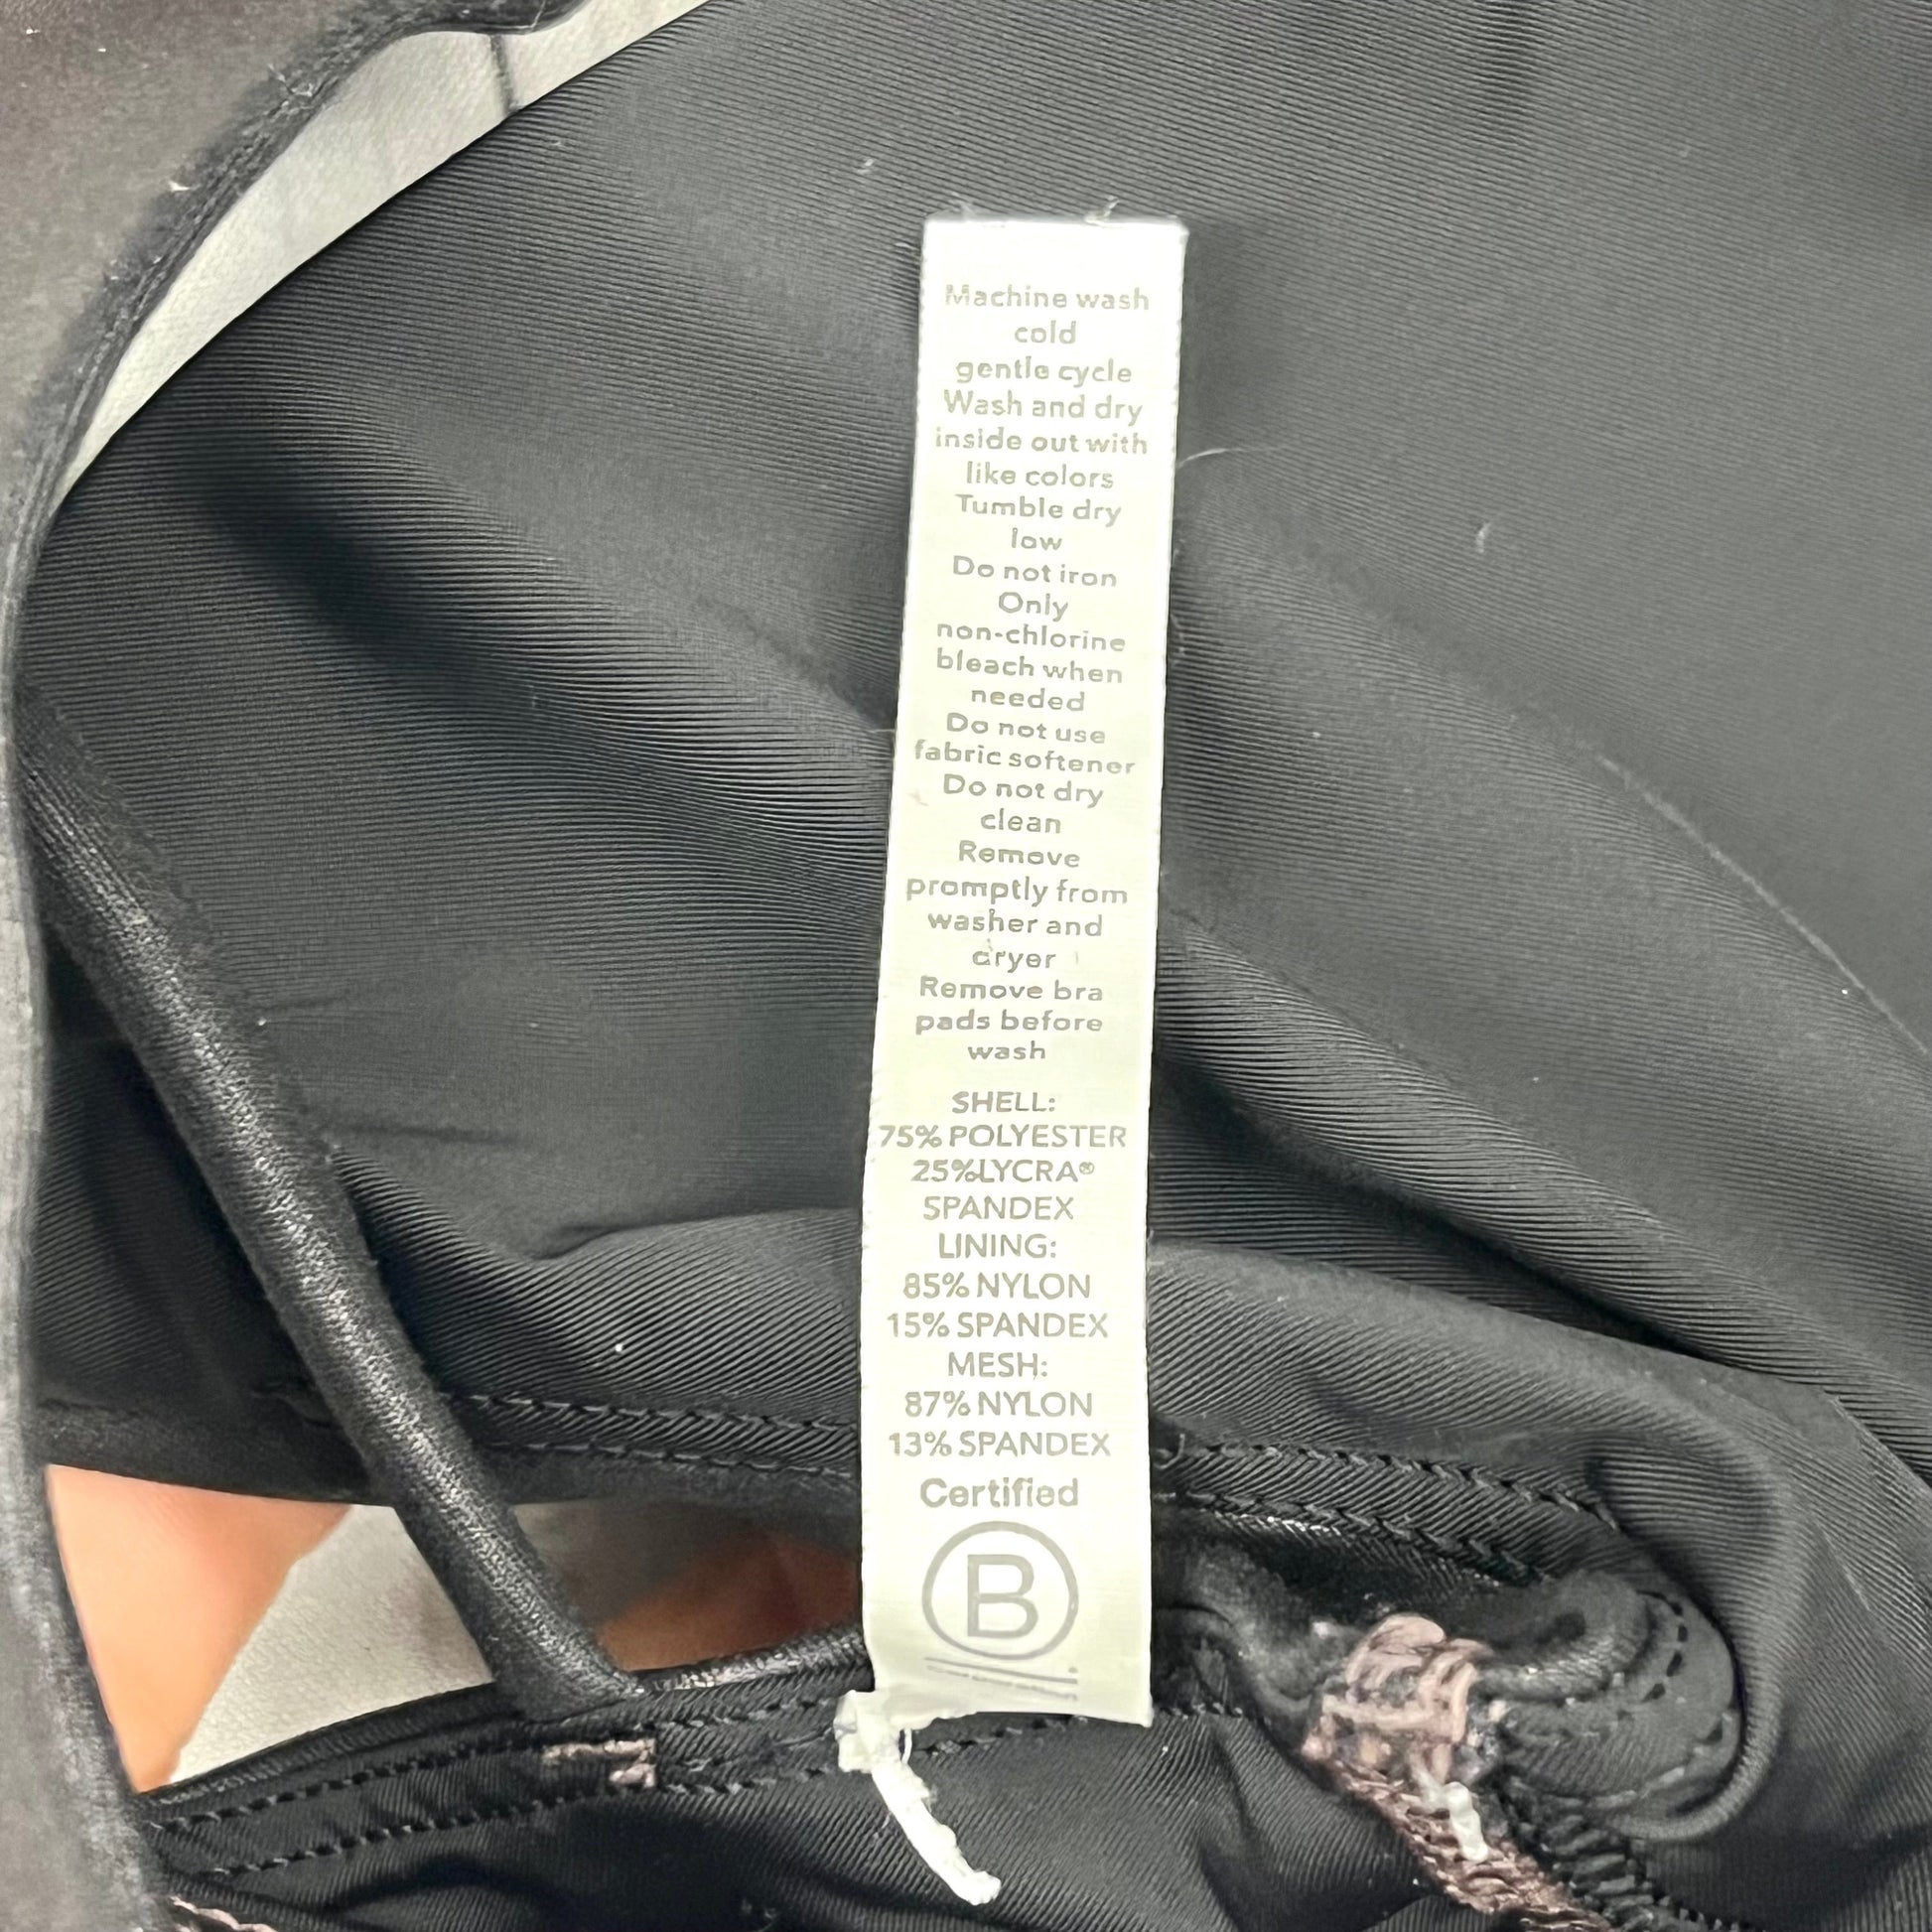 Machine wash
cold
gentle cycle
Wash and dry
inside out with
like colors
Tumble dry
low
Do not iron
Only
non-chlorine
bleach when
needed
Do not use
fabric softener
Do not dry
clean
Remove
promptly from
washer and
dryer
Remove bra
pads before
wash
SHELL:
75% POLYESTER
25%LYCRA®
SPANDEX
LINING:
85% NYLON
15% SPANDEX
MESH:
87% NYLON
13% SPANDEX
Certified
B